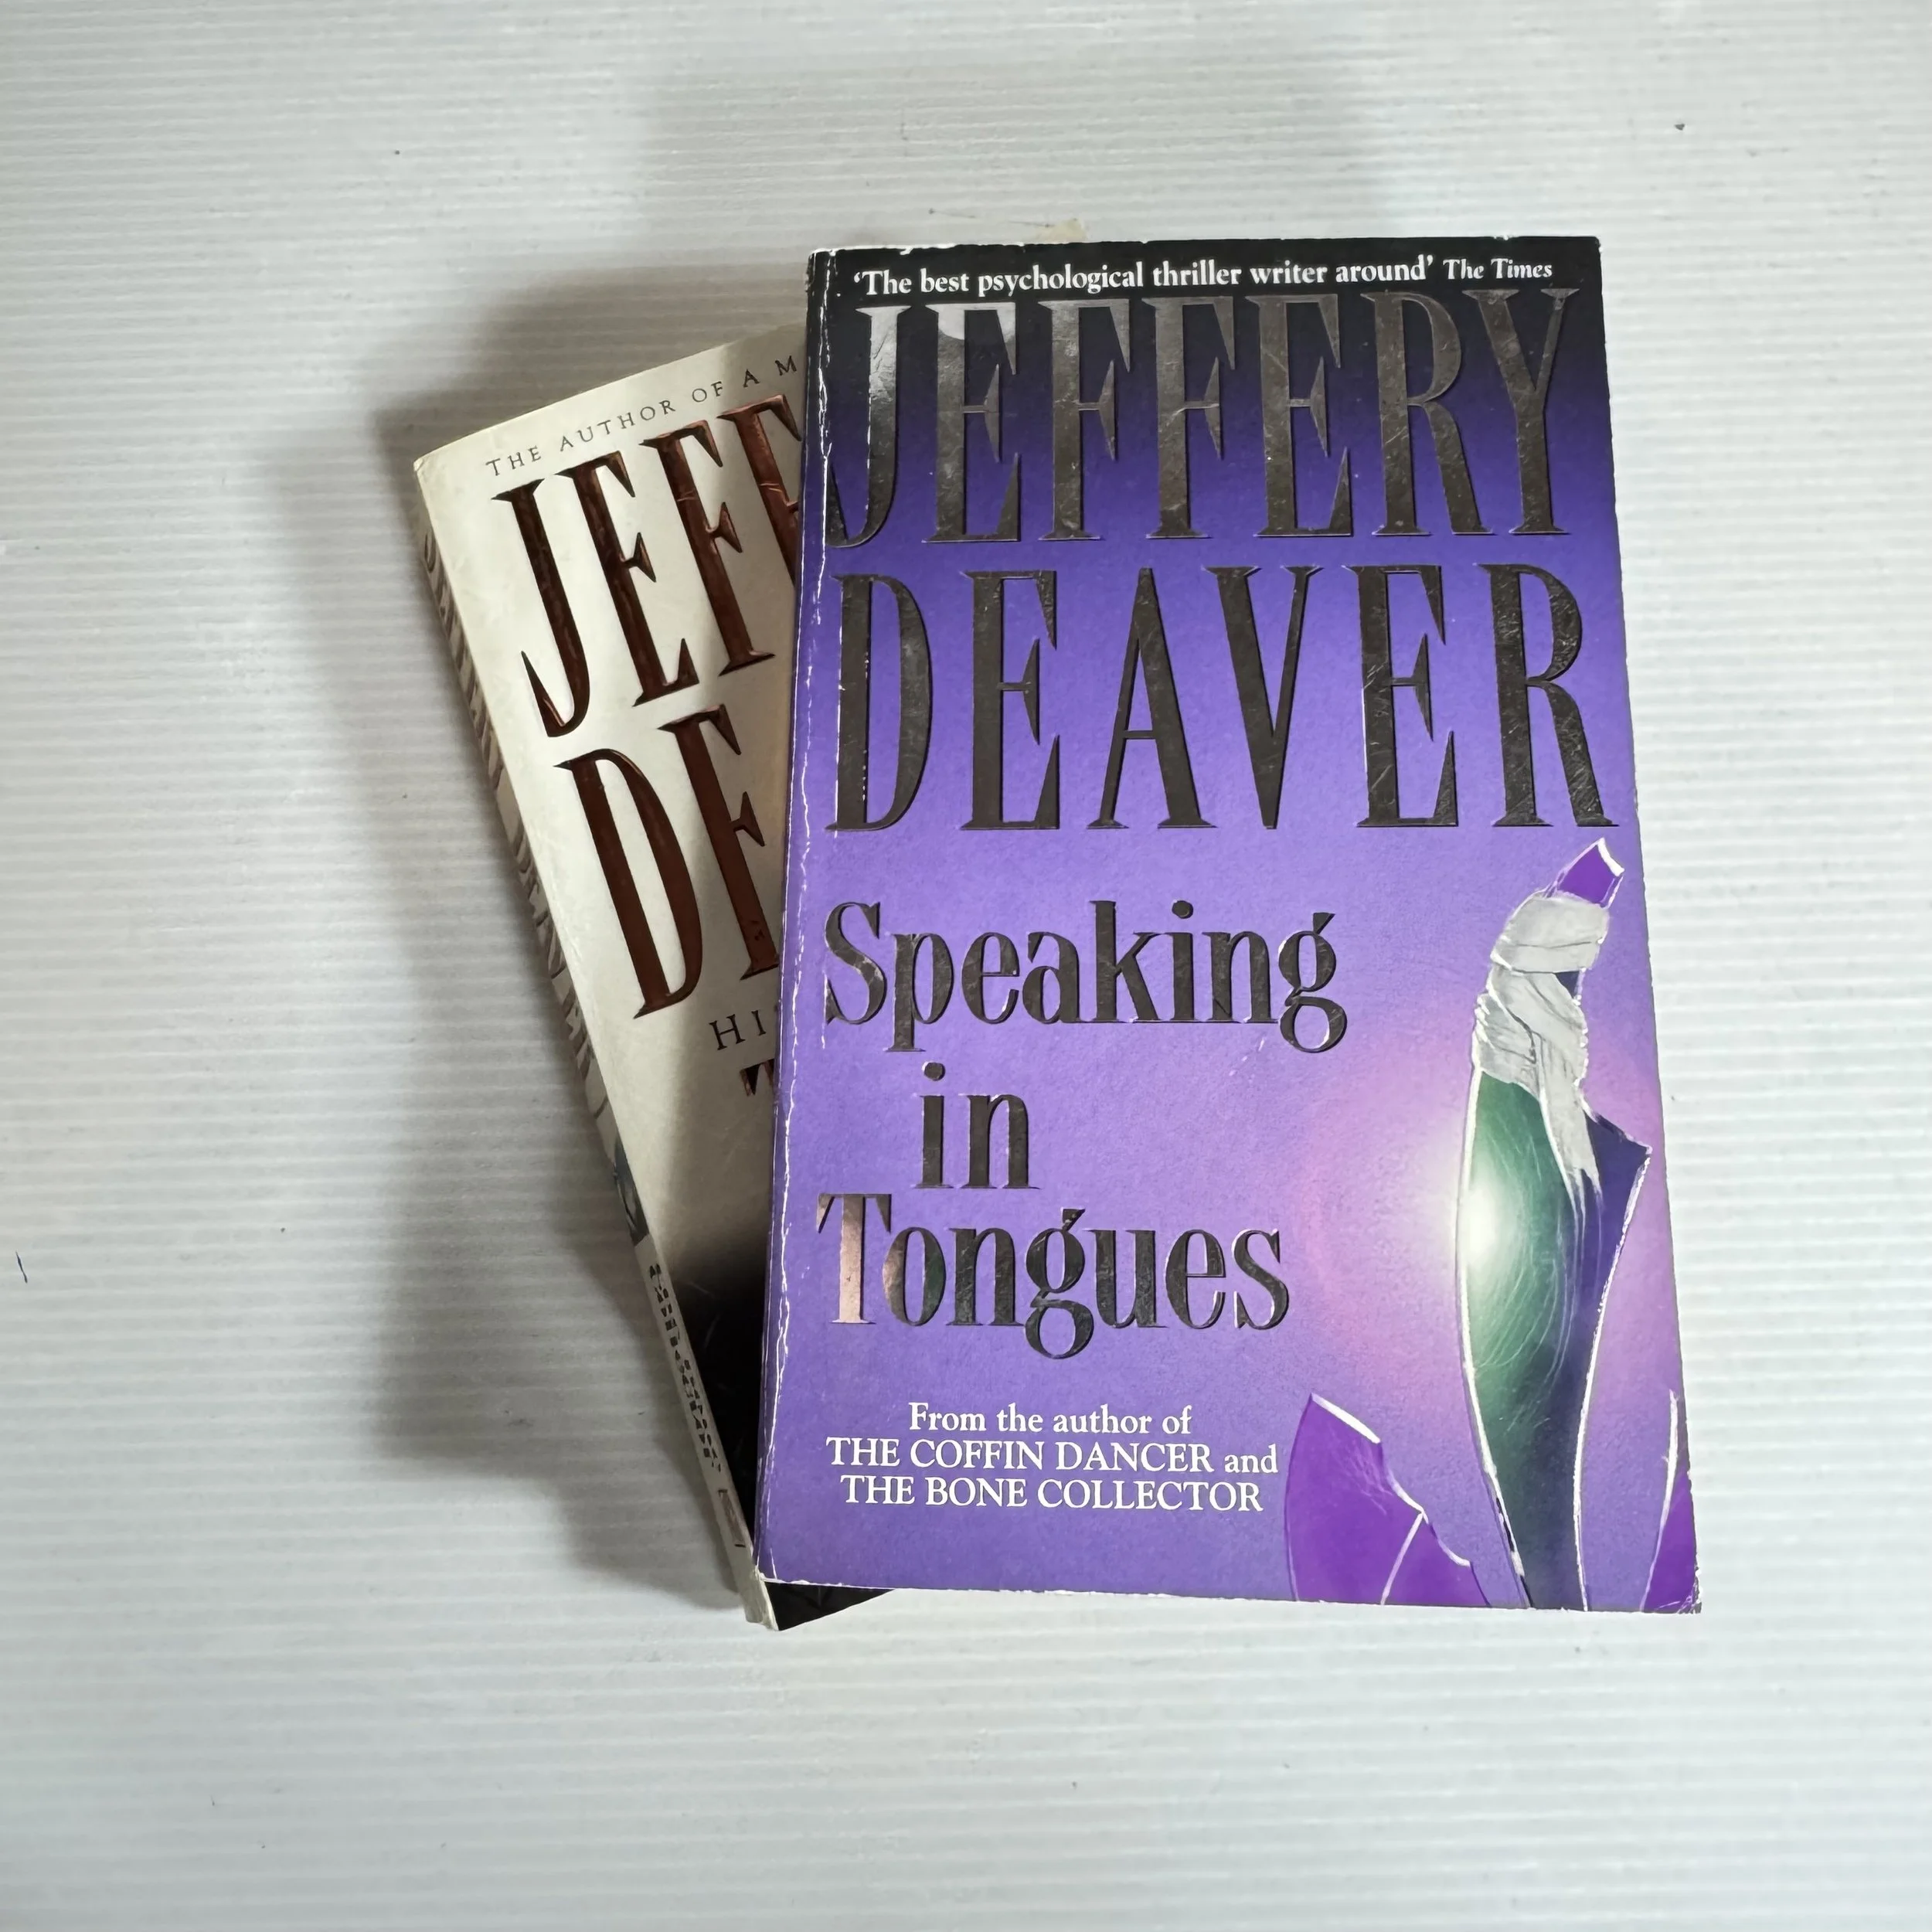 'The best psychological thriller writer around' The Times
JEFFERY
DEAVER
Speaking
in
Tongues
From the author of
THE COFFIN DANCER and
THE BONE COLLECTOR
THE AUTHOR OF A M
JEFF
DE
HI
T